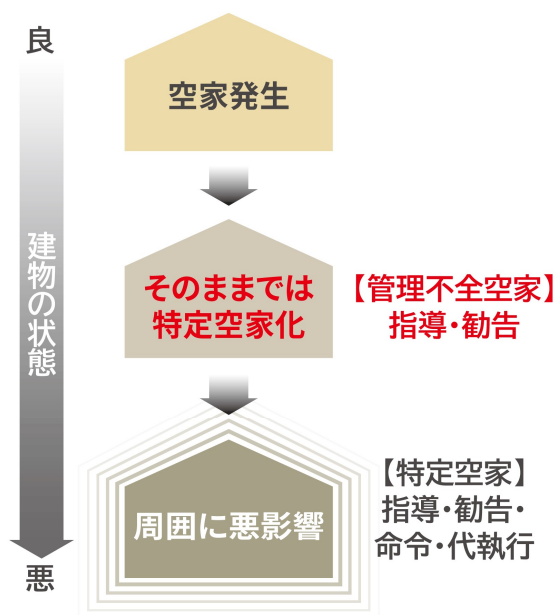 良
空家発生
建物の状態
そのままでは
特定空家化
【管理不全空家】
指導・勧告
周囲に悪影響
【特定空家】
指導・勧告・
命令・代執行
悪